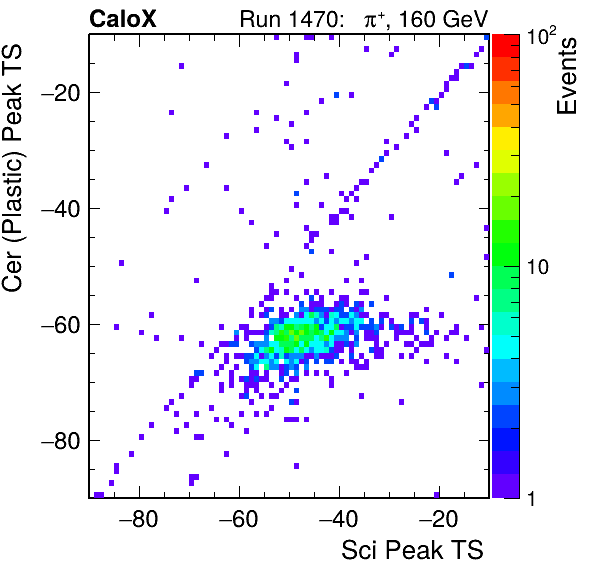 CaloX Run 1470: π⁺, 160 GeV
Cer (Plastic) Peak TS
−20
−40
−60
−80
−80 −60 −40 −20
Sci Peak TS
10²
10
1
Events